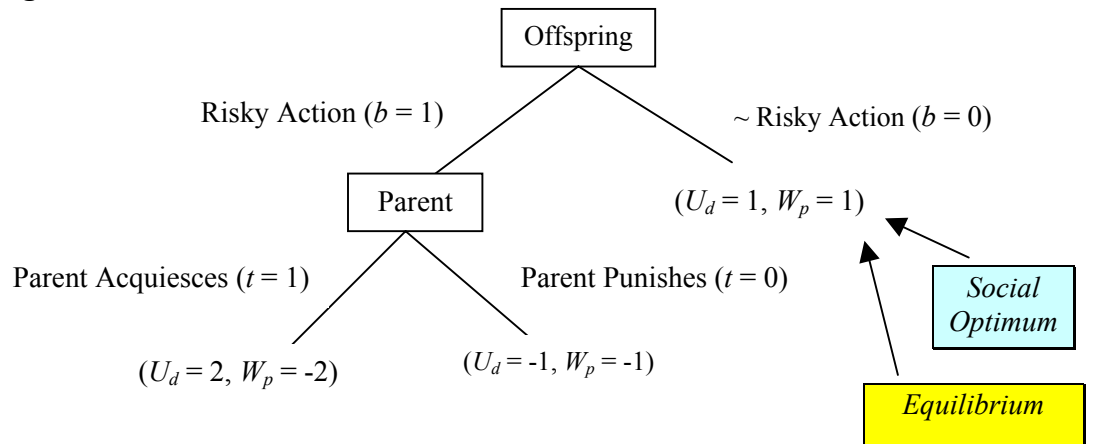 Offspring
Risky Action (b = 1)
~ Risky Action (b = 0)
Parent
(U_d = 1, W_p = 1)
Parent Acquiesces (t = 1)
Parent Punishes (t = 0)
Social
Optimum
(U_d = 2, W_p = -2)
(U_d = -1, W_p = -1)
Equilibrium